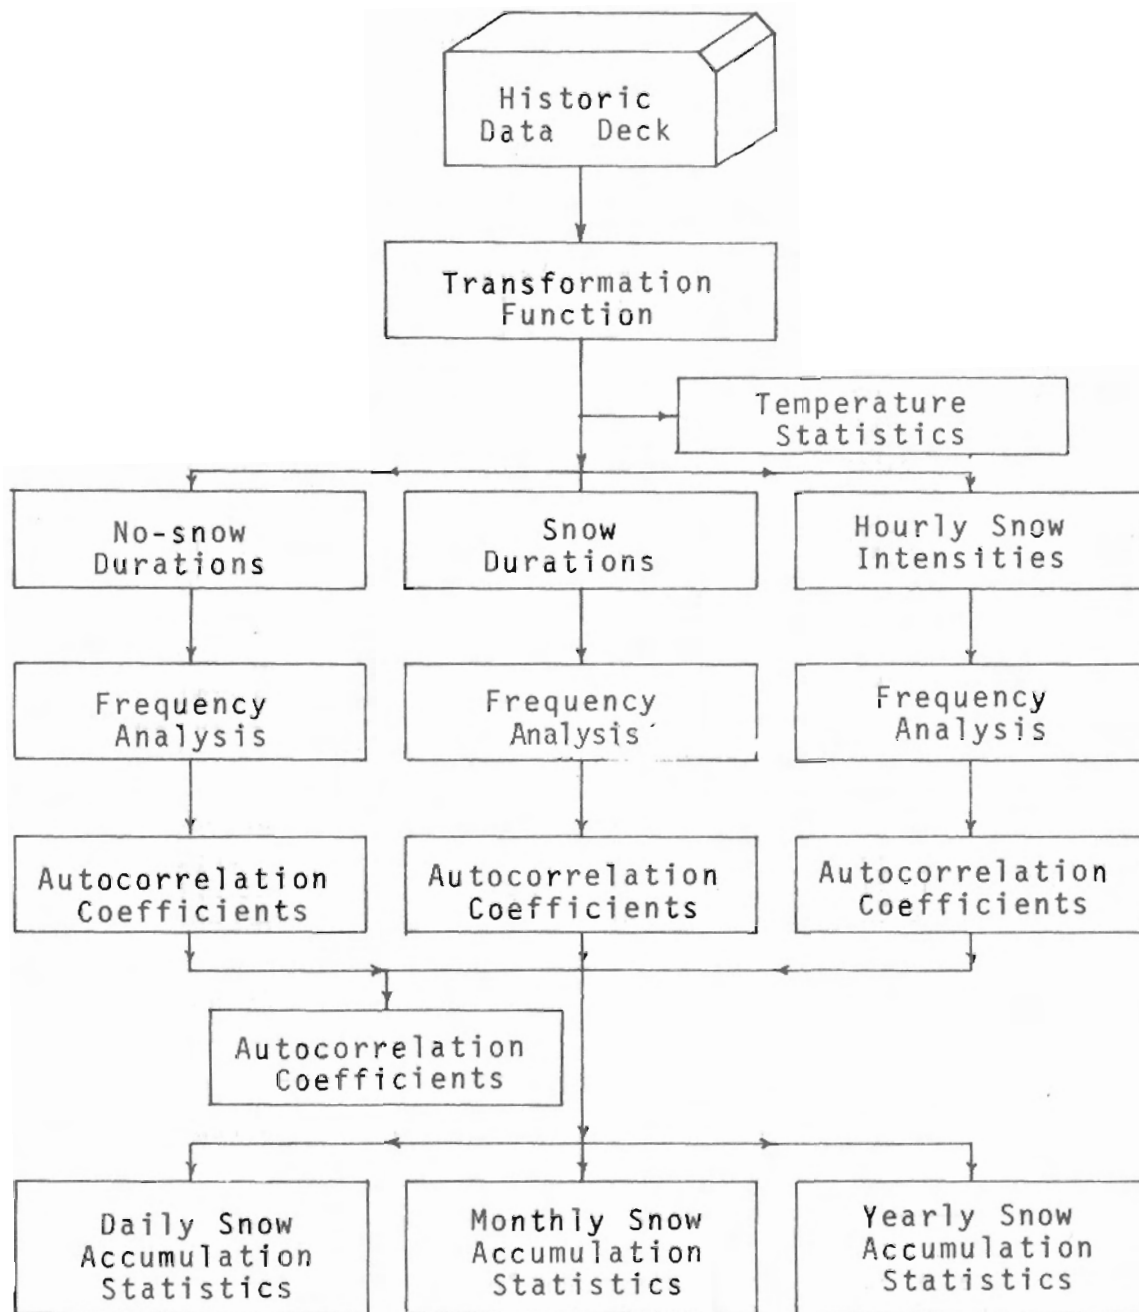 Historic
Data Deck
Transformation
Function
Temperature
Statistics
No-snow
Durations
Snow
Durations
Hourly Snow
Intensities
Frequency
Analysis
Frequency
Analysis
Frequency
Analysis
Autocorrelation
Coefficients
Autocorrelation
Coefficients
Autocorrelation
Coefficients
Autocorrelation
Coefficients
Daily Snow
Accumulation
Statistics
Monthly Snow
Accumulation
Statistics
Yearly Snow
Accumulation
Statistics